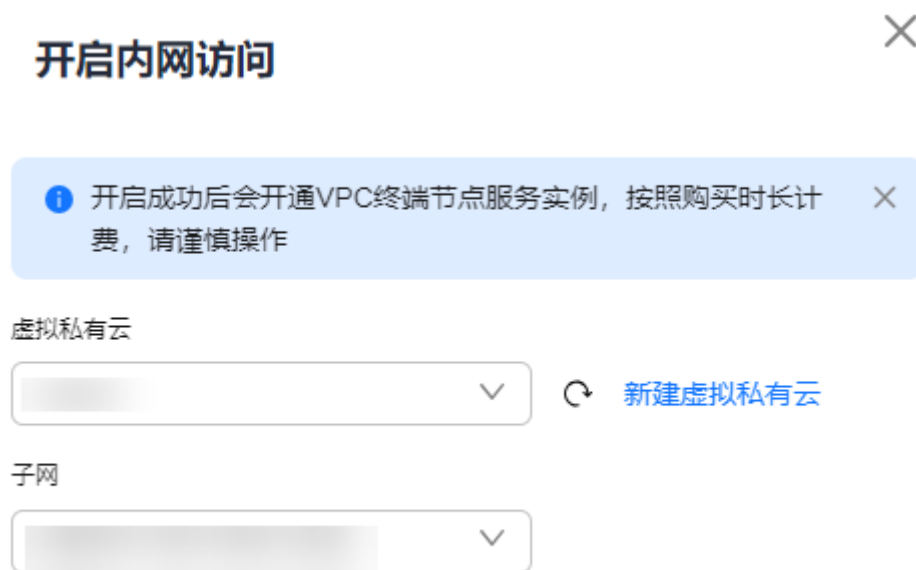 开启内网访问
开启成功后会开通VPC终端节点服务实例，按照购买时长计
费，请谨慎操作
虚拟私有云
新建虚拟私有云
子网